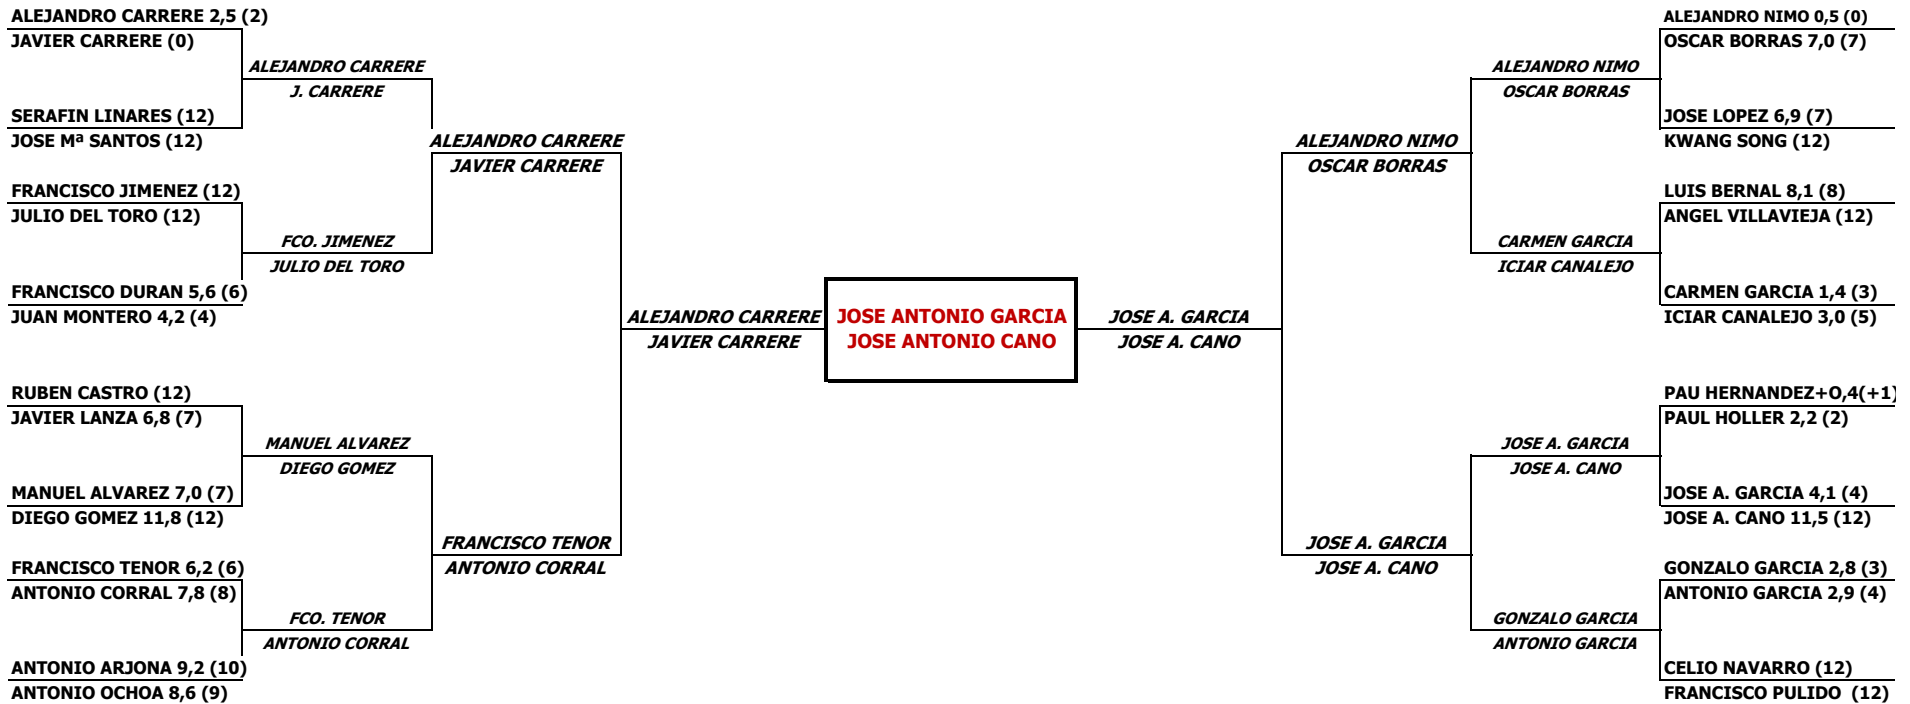 ALEJANDRO CARRERE 2,5 (2)
JAVIER CARRERE (0)
SERAFIN LINARES (12)
JOSE Mª SANTOS (12)
FRANCISCO JIMENEZ (12)
JULIO DEL TORO (12)
FRANCISCO DURAN 5,6 (6)
JUAN MONTERO 4,2 (4)
RUBEN CASTRO (12)
JAVIER LANZA 6,8 (7)
MANUEL ALVAREZ 7,0 (7)
DIEGO GOMEZ 11,8 (12)
FRANCISCO TENOR 6,2 (6)
ANTONIO CORRAL 7,8 (8)
ANTONIO ARJONA 9,2 (10)
ANTONIO OCHOA 8,6 (9)
ALEJANDRO CARRERE
J. CARRERE
FCO. JIMENEZ
JULIO DEL TORO
MANUEL ALVAREZ
DIEGO GOMEZ
FCO. TENOR
ANTONIO CORRAL
ALEJANDRO CARRERE
JAVIER CARRERE
FRANCISCO TENOR
ANTONIO CORRAL
ALEJANDRO CARRERE
JAVIER CARRERE
JOSE ANTONIO GARCIA
JOSE ANTONIO CANO
JOSE A. GARCIA
JOSE A. CANO
ALEJANDRO NIMO
OSCAR BORRAS
JOSE A. GARCIA
JOSE A. CANO
ALEJANDRO NIMO
OSCAR BORRAS
CARMEN GARCIA
ICIAR CANALEJO
JOSE A. GARCIA
JOSE A. CANO
GONZALO GARCIA
ANTONIO GARCIA
ALEJANDRO NIMO 0,5 (0)
OSCAR BORRAS 7,0 (7)
JOSE LOPEZ 6,9 (7)
KWANG SONG (12)
LUIS BERNAL 8,1 (8)
ANGEL VILLAVIEJA (12)
CARMEN GARCIA 1,4 (3)
ICIAR CANALEJO 3,0 (5)
PAU HERNANDEZ+O,4(+1)
PAUL HOLLER 2,2 (2)
JOSE A. GARCIA 4,1 (4)
JOSE A. CANO 11,5 (12)
GONZALO GARCIA 2,8 (3)
ANTONIO GARCIA 2,9 (4)
CELIO NAVARRO (12)
FRANCISCO PULIDO (12)